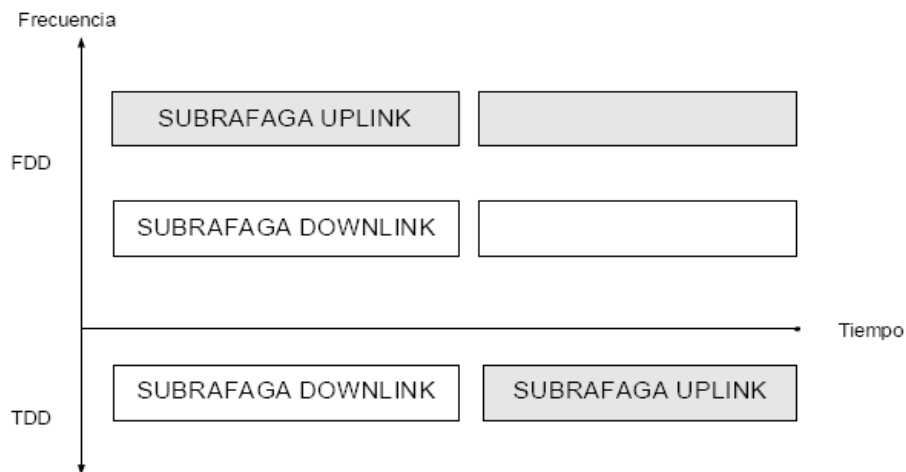 Frecuencia
SUBRAFAGA UPLINK
FDD
SUBRAFAGA DOWNLINK
Tiempo
SUBRAFAGA DOWNLINK
SUBRAFAGA UPLINK
TDD